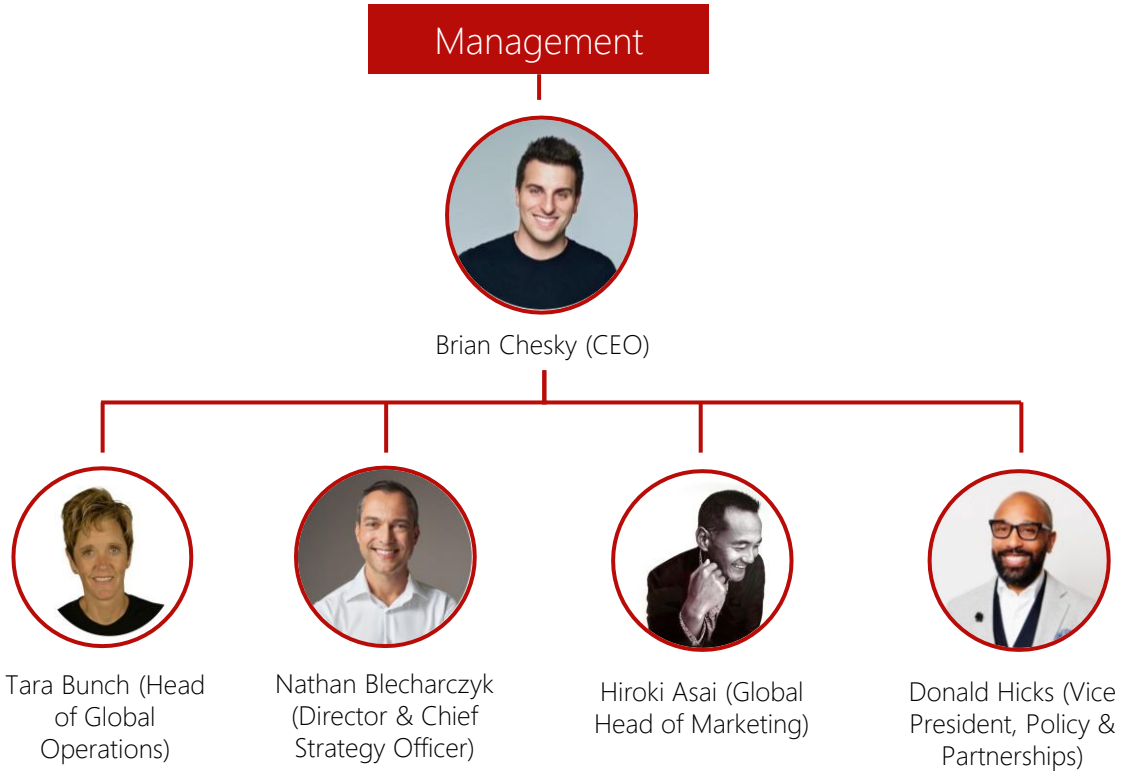 Management
Brian Chesky (CEO)
Tara Bunch (Head
of Global
Operations)
Nathan Blecharczyk
(Director & Chief
Strategy Officer)
Hiroki Asai (Global
Head of Marketing)
Donald Hicks (Vice
President, Policy &
Partnerships)